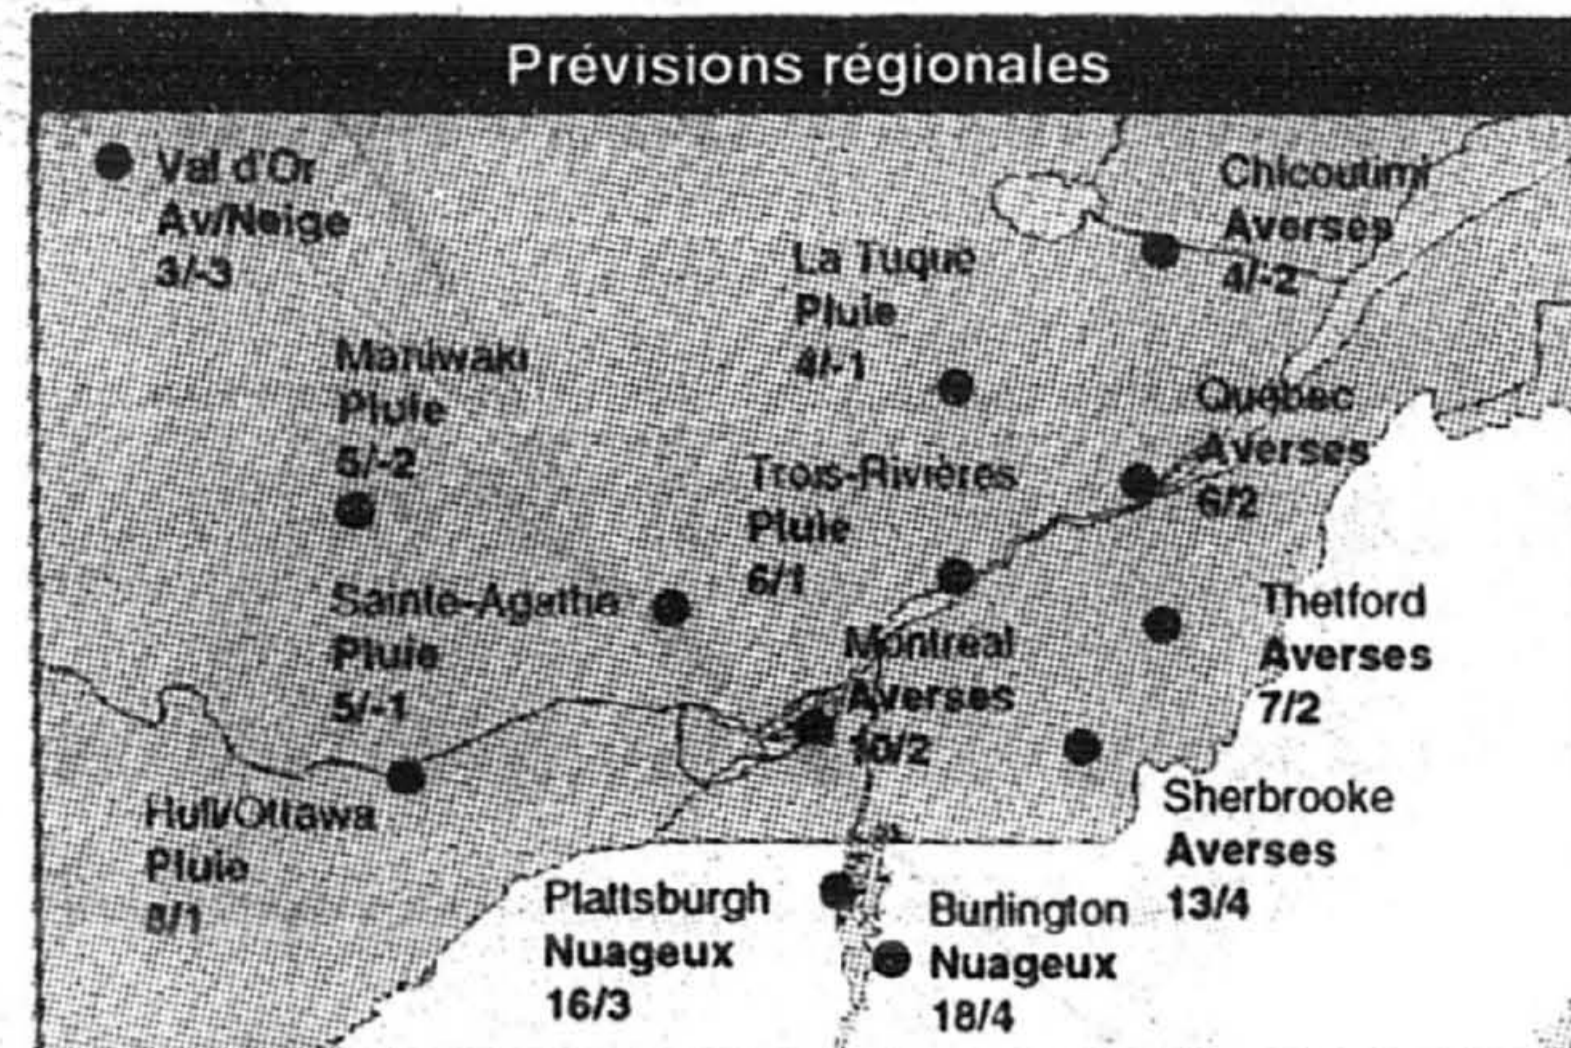 Prévisions régionales
Val d'Or
Av/Neige
3/-3
Chicoutimi
Averses
4/-2
La Tuque
Pluie
4/-1
Maniwaki
Pluie
5/-2
Québec
Averses
6/2
Trois-Rivières
Pluie
6/1
Sainte-Agathe
Pluie
5/-1
Thetford
Averses
7/2
Montréal
Averses
10/2
Hull/Ottawa
Pluie
Sherbrooke
Averses
13/4
Plattsburgh
Nuageux
16/3
Burlington
Nuageux
18/4